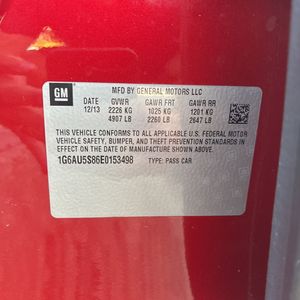 GM
MFD BY GENERAL MOTORS LLC
DATE GVWR GAWR FRT GAWR RR
12/13 2226 KG 1025 KG 1201 KG
4907 LB 2260 LB 2647 LB
THIS VEHICLE CONFORMS TO ALL APPLICABLE U.S. FEDERAL MOTOR
VEHICLE SAFETY, BUMPER, AND THEFT PREVENTION STANDARDS IN
EFFECT ON THE DATE OF MANUFACTURE SHOWN ABOVE.
1G6AU5S86E0153498 TYPE: PASS CAR